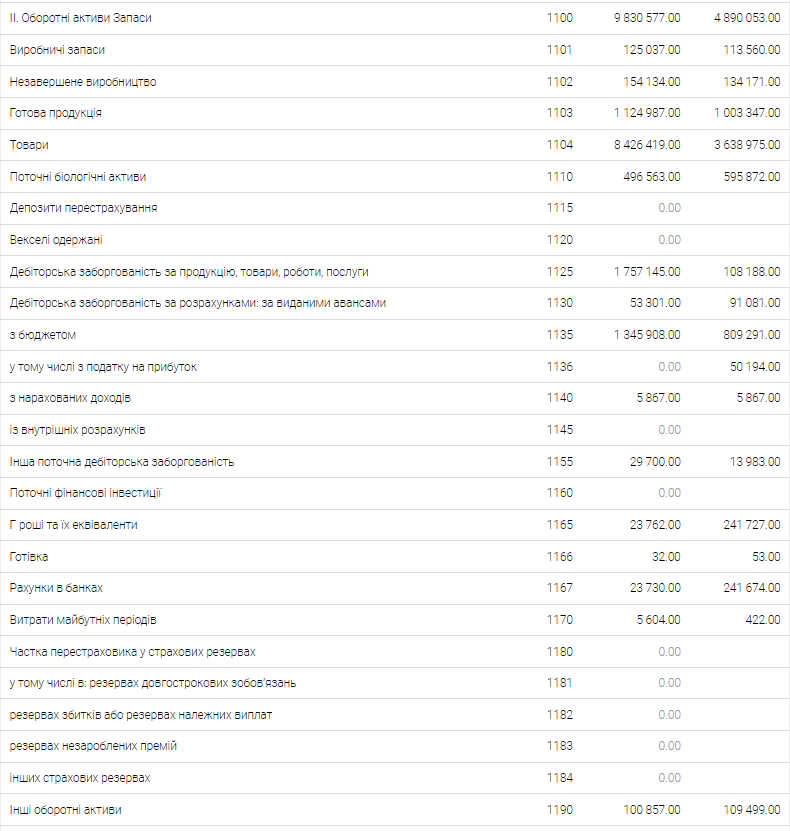 II. Оборотні активи Запаси 1100 9 830 577.00 4 890 053.00
Виробничі запаси 1101 125 037.00 113 560.00
Незавершене виробництво 1102 154 134.00 134 171.00
Готова продукція 1103 1 124 987.00 1 003 347.00
Товари 1104 8 426 419.00 3 638 975.00
Поточні біологічні активи 1110 496 563.00 595 872.00
Депозити перестрахування 1115 0.00
Векселі одержані 1120 0.00
Дебіторська заборгованість за продукцію, товари, роботи, послуги 1125 1 757 145.00 108 188.00
Дебіторська заборгованість за розрахунками: за виданими авансами 1130 53 301.00 91 081.00
з бюджетом 1135 1 345 908.00 809 291.00
у тому числі з податку на прибуток 1136 0.00 50 194.00
з нарахованих доходів 1140 5 867.00 5 867.00
із внутрішніх розрахунків 1145 0.00
Інша поточна дебіторська заборгованість 1155 29 700.00 13 983.00
Поточні фінансові інвестиції 1160 0.00
Г роші та їх еквіваленти 1165 23 762.00 241 727.00
Готівка 1166 32.00 53.00
Рахунки в банках 1167 23 730.00 241 674.00
Витрати майбутніх періодів 1170 5 604.00 422.00
Частка перестраховика у страхових резервах 1180 0.00
у тому числі в: резервах довгострокових зобов’язань 1181 0.00
резервах збитків або резервах належних виплат 1182 0.00
резервах незароблених премій 1183 0.00
інших страхових резервах 1184 0.00
Інші оборотні активи 1190 100 857.00 109 499.00